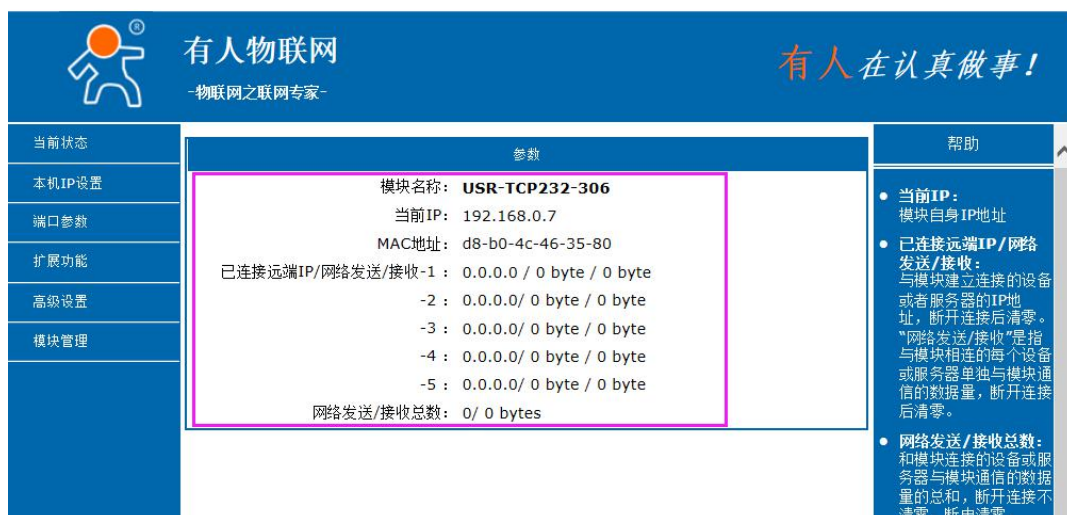 ®
有人物联网
-物联网之联网专家-
有人在认真做事!
当前状态
本机IP设置
端口参数
扩展功能
高级设置
模块管理
参数
模块名称: USR-TCP232-306
当前IP: 192.168.0.7
MAC地址: d8-b0-4c-46-35-80
已连接远端IP/网络发送/接收-1 : 0.0.0.0 / 0 byte / 0 byte
-2 : 0.0.0.0/ 0 byte / 0 byte
-3 : 0.0.0.0/ 0 byte / 0 byte
-4 : 0.0.0.0/ 0 byte / 0 byte
-5 : 0.0.0.0/ 0 byte / 0 byte
网络发送/接收总数: 0/ 0 bytes
帮助
● 当前IP:
模块自身IP地址
● 已连接远端IP/网络
发送/接收:
与模块建立连接的设备
或者服务器的IP地
址，断开连接后清零。
“网络发送/接收”是指
与模块相连的每个设备
或服务器单独与模块通
信的数据量，断开连接
后清零。
● 网络发送/接收总数:
和模块连接的设备或服
务器与模块通信的数据
量的总和，断开连接不
清零，断电清零